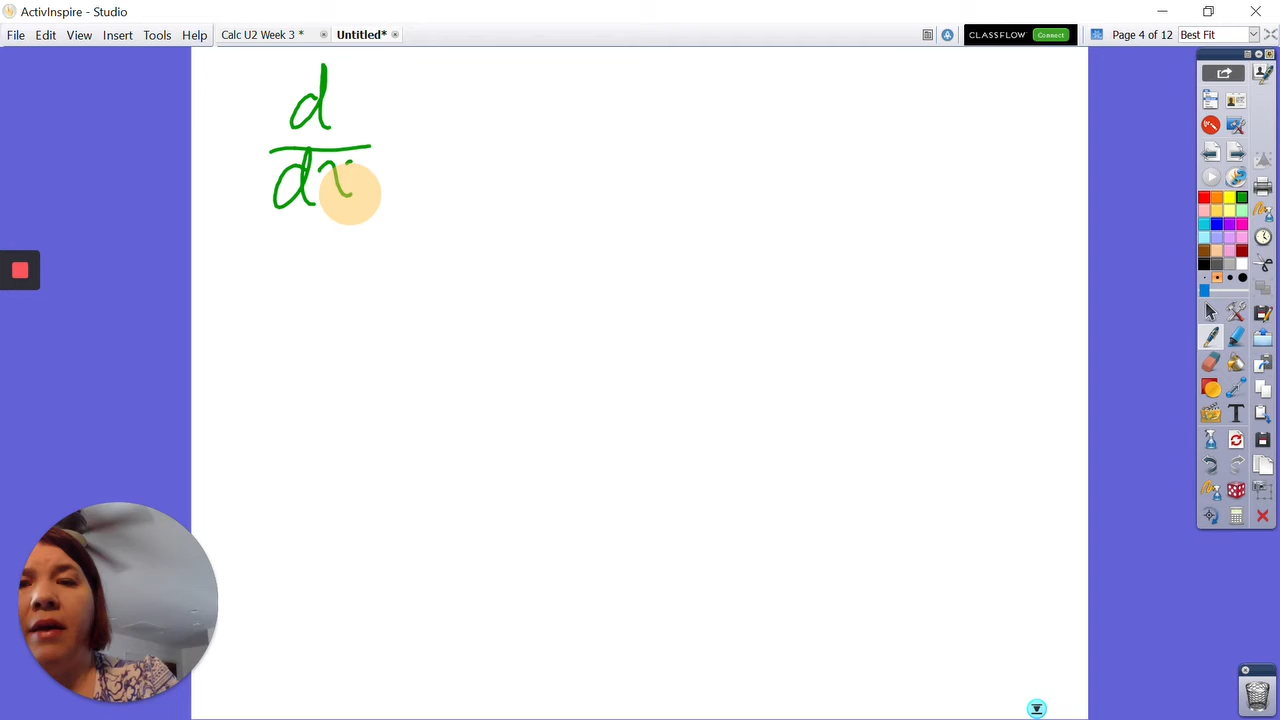 ActivInspire - Studio
File Edit View Insert Tools Help Calc U2 Week 3 * Untitled* CLASSFLOW Connect Page 4 of 12 Best Fit
d
dx
T